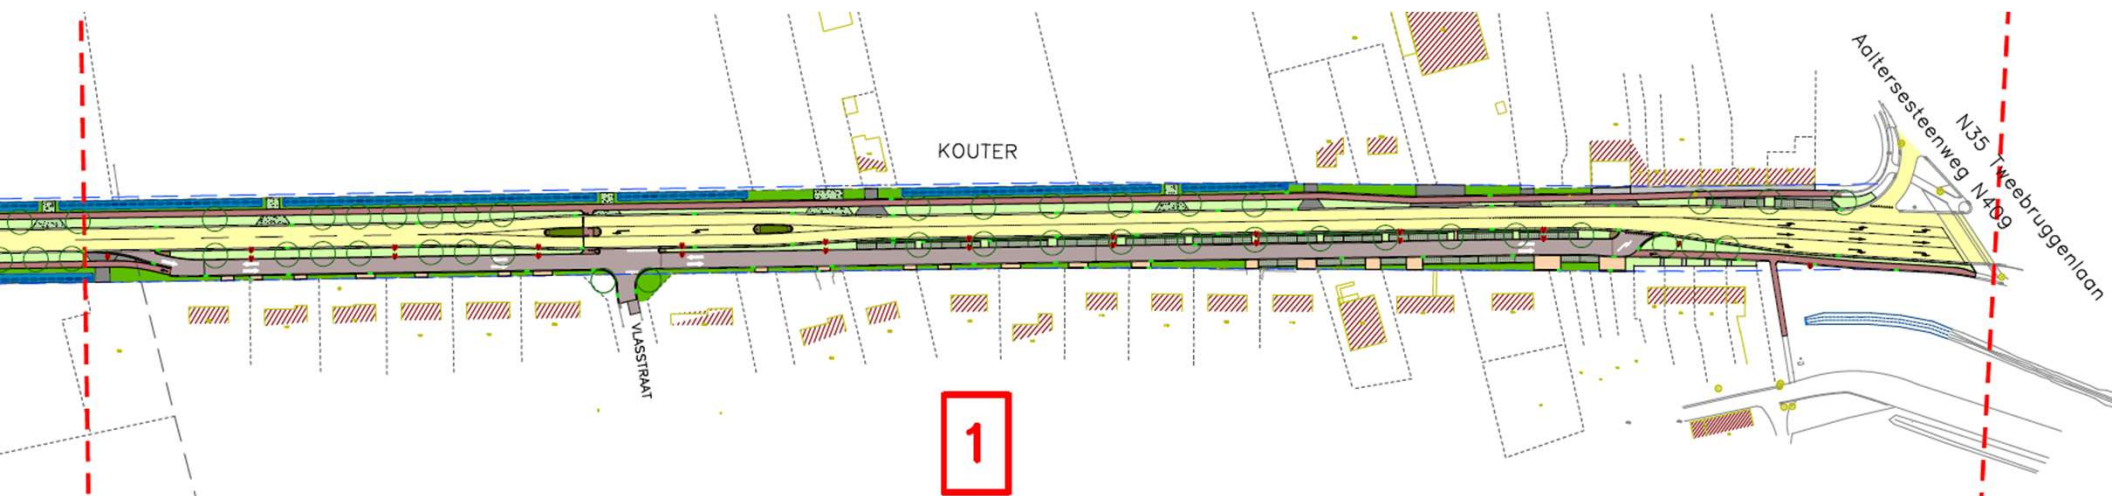 KOUTER
Aaltersesteenweg N409
N35 Tweebruggenlaan
VLASSTRAAT
1